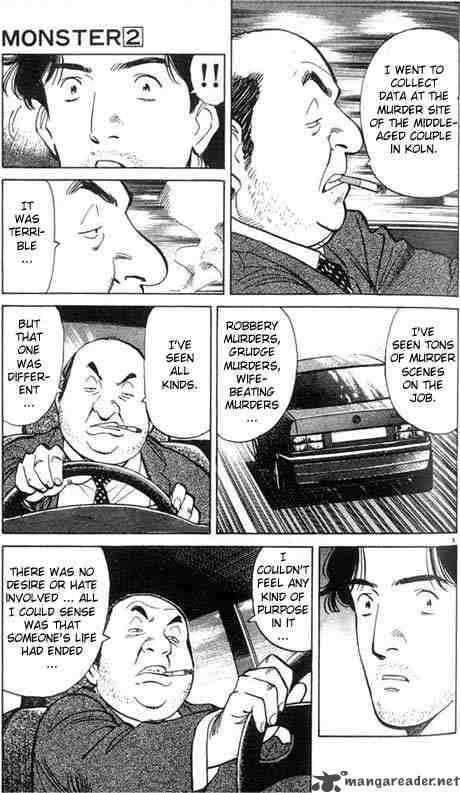 MONSTER 2
I WENT TO
COLLECT
DATA AT THE
MURDER SITE
OF THE MIDDLE-
AGED COUPLE
IN KOLN.
!!
IT
WAS
TERRI-
BLE
...
I'VE
SEEN TONS
OF MURDER
SCENES
ON THE
JOB.
ROBBERY
MURDERS,
GRUDGE
MURDERS,
WIFE-
BEATING
MURDERS
...
I'VE
SEEN ALL
KINDS.
BUT
THAT
ONE
WAS
DIFFER-
ENT
...
5
I
COULDN'T
FEEL ANY
KIND OF
PURPOSE
IN IT
...
THERE WAS NO
DESIRE OR HATE
INVOLVED ... ALL
I COULD SENSE
WAS THAT
SOMEONE'S LIFE
HAD ENDED
...
mangareader.net